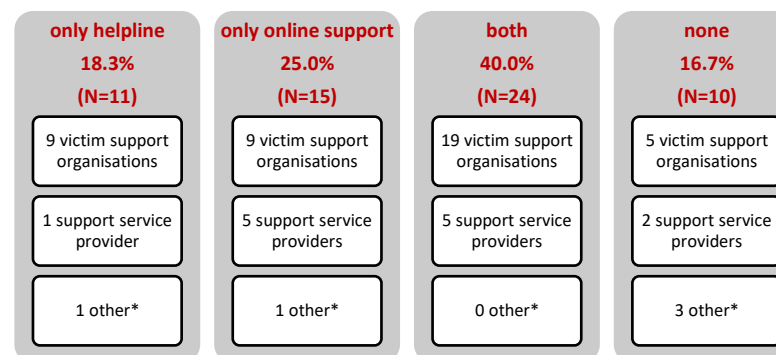 only helpline
18.3%
(N=11)
9 victim support
organisations
1 support service
provider
1 other*
only online support
25.0%
(N=15)
9 victim support
organisations
5 support service
providers
1 other*
both
40.0%
(N=24)
19 victim support
organisations
5 support service
providers
0 other*
none
16.7%
(N=10)
5 victim support
organisations
2 support service
providers
3 other*